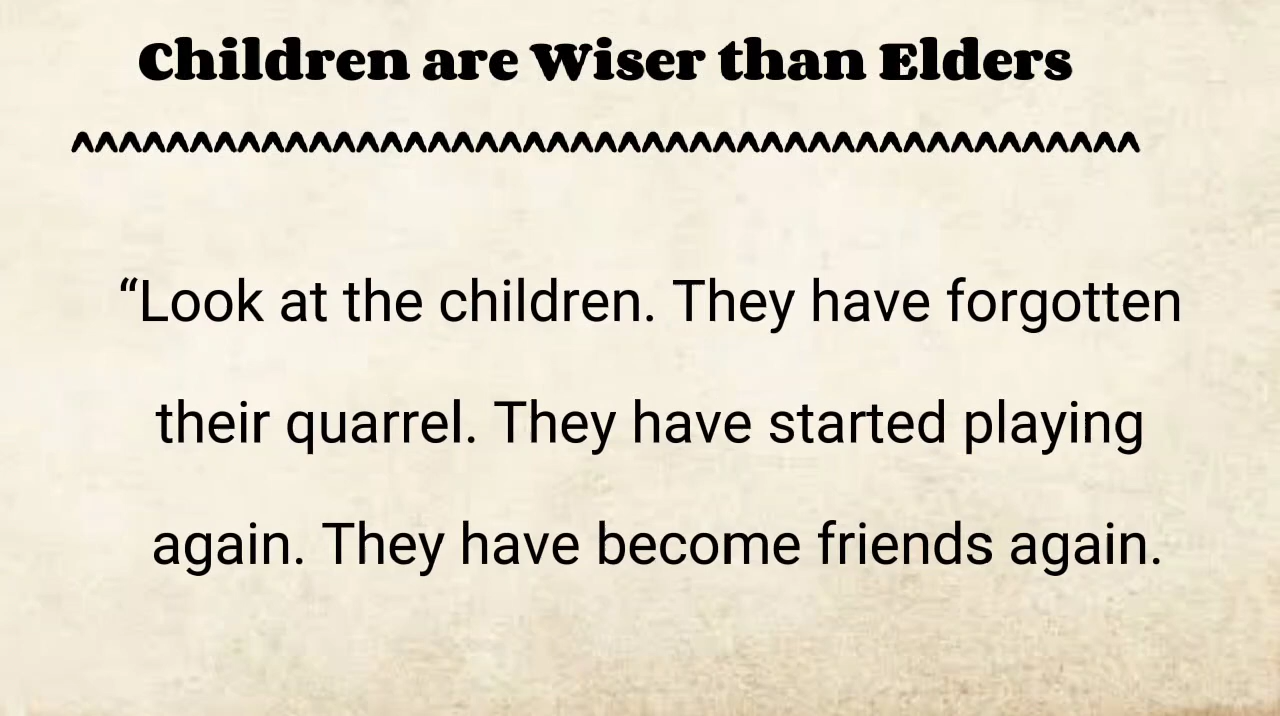 Children are Wiser than Elders
^^^^^^^^^^^^^^^^^^^^^^^^^^^^^^^^^^^^^^^^^^^^^
“Look at the children. They have forgotten
their quarrel. They have started playing
again. They have become friends again.